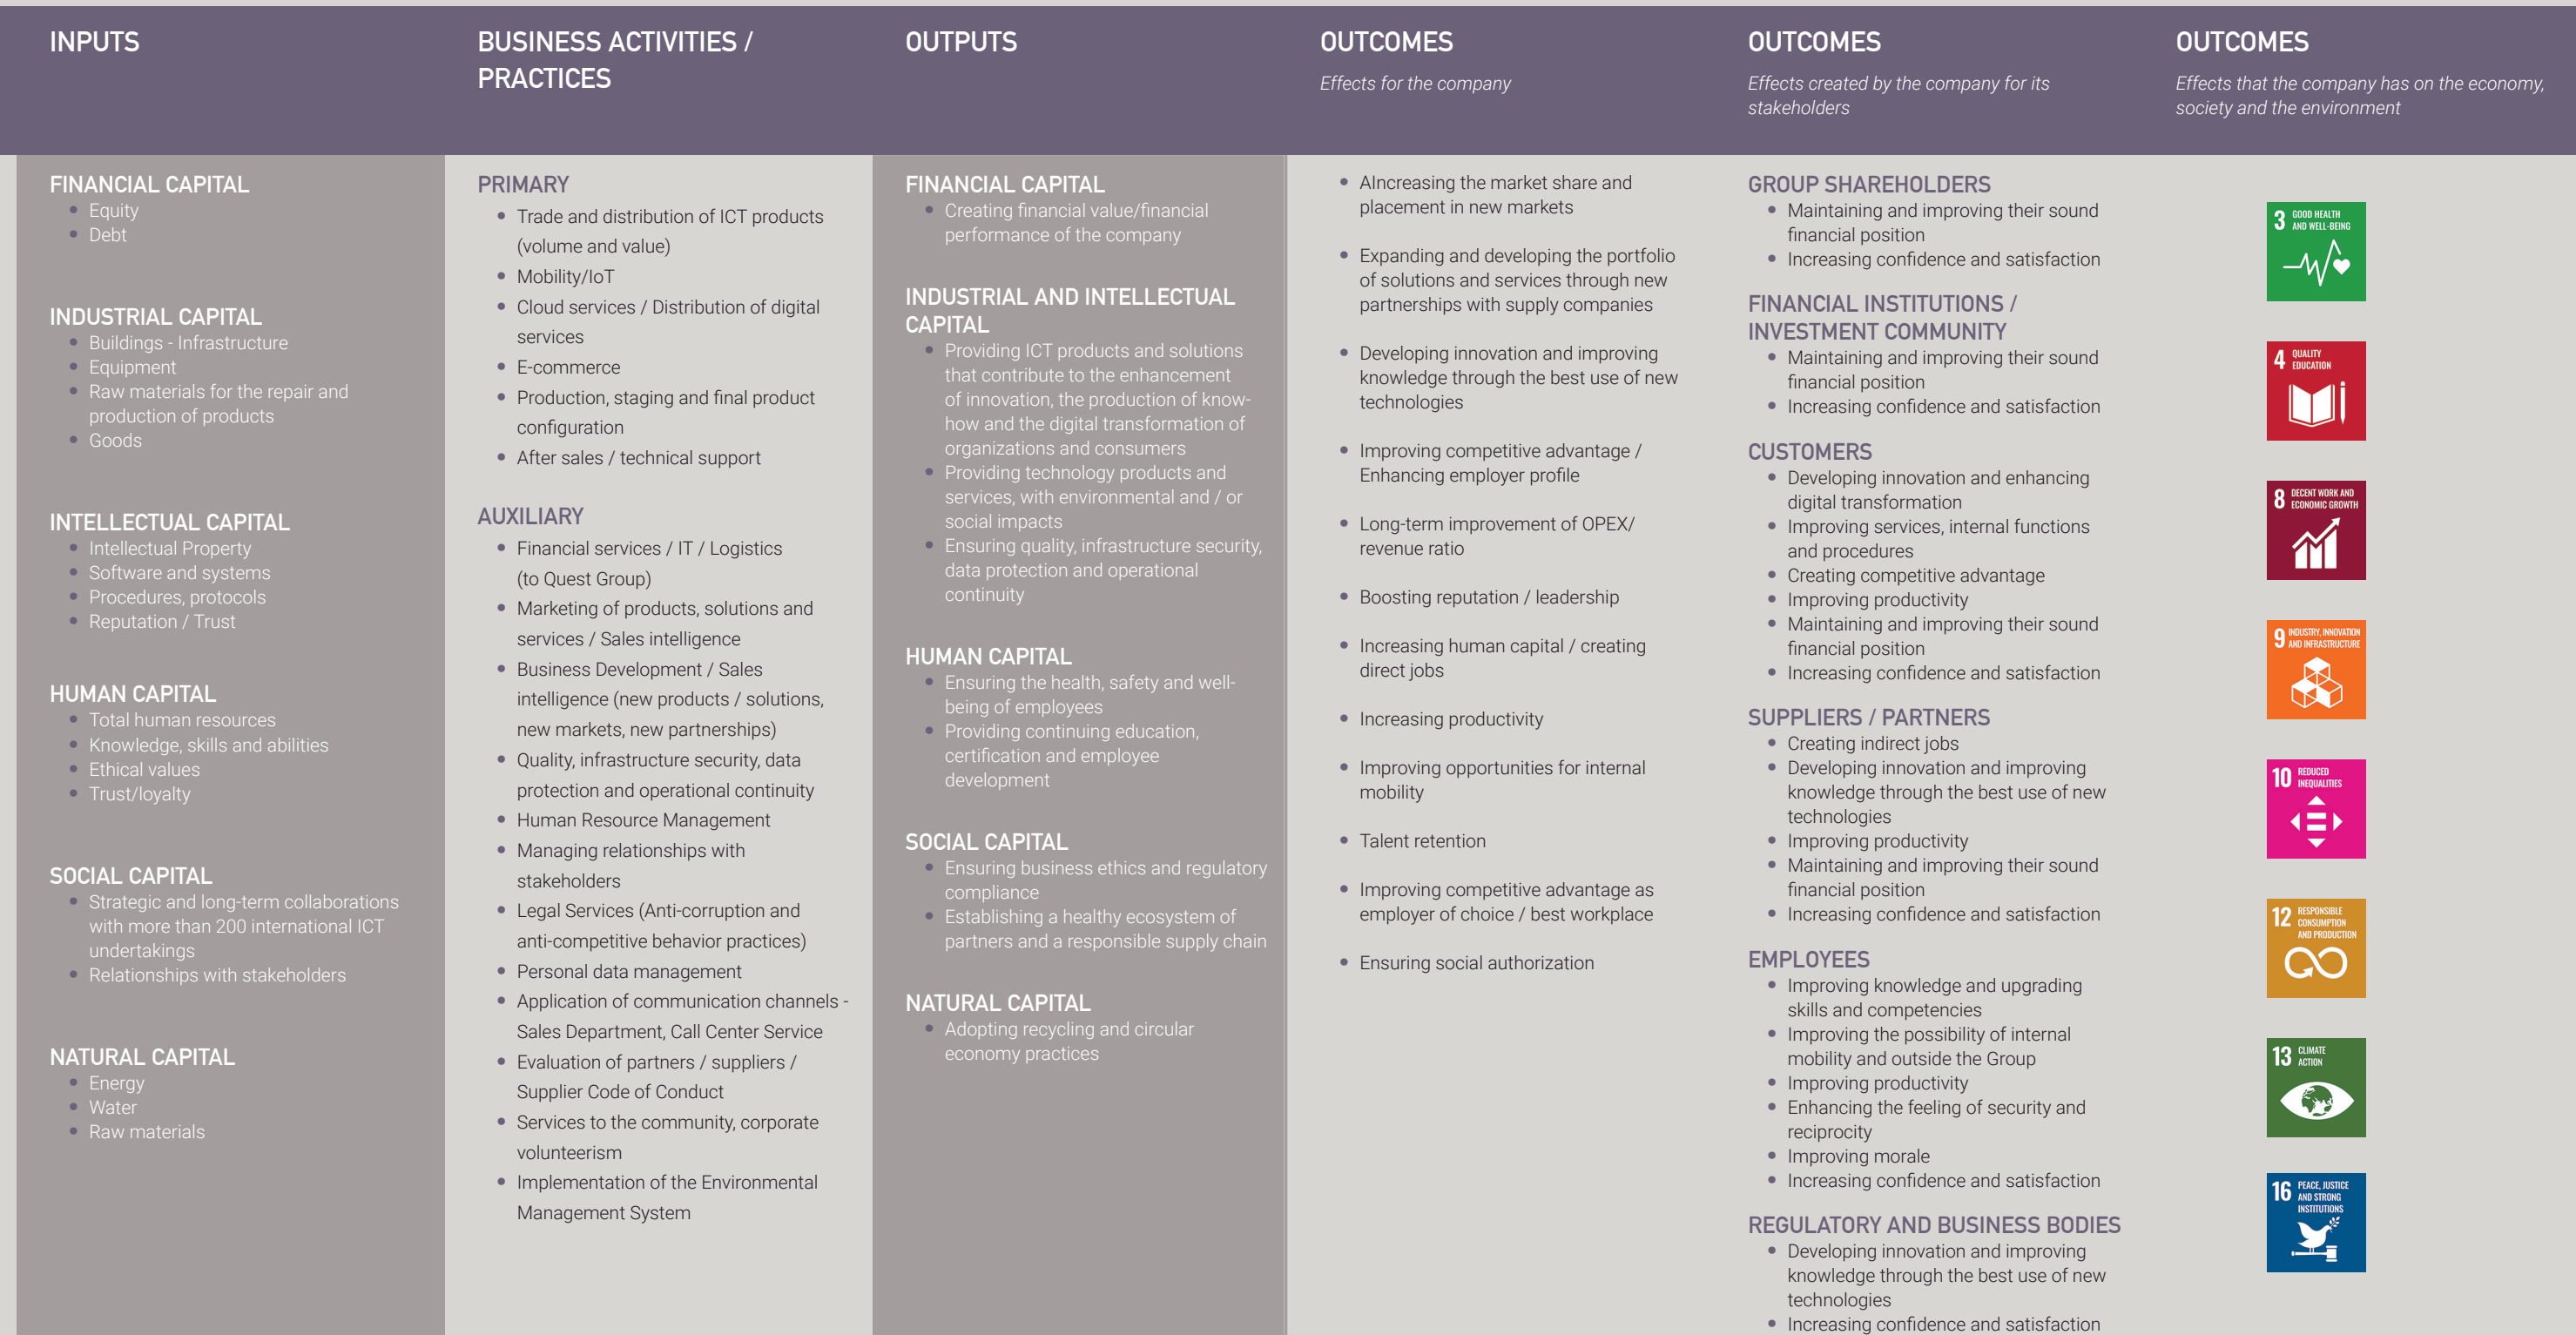 INPUTS
BUSINESS ACTIVITIES /
PRACTICES
OUTPUTS
OUTCOMES
Effects for the company
OUTCOMES
Effects created by the company for its
stakeholders
OUTCOMES
Effects that the company has on the economy,
society and the environment
FINANCIAL CAPITAL
• Equity
• Debt
INDUSTRIAL CAPITAL
• Buildings - Infrastructure
• Equipment
• Raw materials for the repair and
production of products
• Goods
INTELLECTUAL CAPITAL
• Intellectual Property
• Software and systems
• Procedures, protocols
• Reputation / Trust
HUMAN CAPITAL
• Total human resources
• Knowledge, skills and abilities
• Ethical values
• Trust/loyalty
SOCIAL CAPITAL
• Strategic and long-term collaborations
with more than 200 international ICT
undertakings
• Relationships with stakeholders
NATURAL CAPITAL
• Energy
• Water
• Raw materials
PRIMARY
• Trade and distribution of ICT products
(volume and value)
• Mobility/IoT
• Cloud services / Distribution of digital
services
• E-commerce
• Production, staging and final product
configuration
• After sales / technical support
AUXILIARY
• Financial services / IT / Logistics
(to Quest Group)
• Marketing of products, solutions and
services / Sales intelligence
• Business Development / Sales
intelligence (new products / solutions,
new markets, new partnerships)
• Quality, infrastructure security, data
protection and operational continuity
• Human Resource Management
• Managing relationships with
stakeholders
• Legal Services (Anti-corruption and
anti-competitive behavior practices)
• Personal data management
• Application of communication channels -
Sales Department, Call Center Service
• Evaluation of partners / suppliers /
Supplier Code of Conduct
• Services to the community, corporate
volunteerism
• Implementation of the Environmental
Management System
FINANCIAL CAPITAL
• Creating financial value/financial
performance of the company
INDUSTRIAL AND INTELLECTUAL
CAPITAL
• Providing ICT products and solutions
that contribute to the enhancement
of innovation, the production of know-
how and the digital transformation of
organizations and consumers
• Providing technology products and
services, with environmental and / or
social impacts
• Ensuring quality, infrastructure security,
data protection and operational
continuity
HUMAN CAPITAL
• Ensuring the health, safety and well-
being of employees
• Providing continuing education,
certification and employee
development
SOCIAL CAPITAL
• Ensuring business ethics and regulatory
compliance
• Establishing a healthy ecosystem of
partners and a responsible supply chain
NATURAL CAPITAL
• Adopting recycling and circular
economy practices
• AIncreasing the market share and
placement in new markets
• Expanding and developing the portfolio
of solutions and services through new
partnerships with supply companies
• Developing innovation and improving
knowledge through the best use of new
technologies
• Improving competitive advantage /
Enhancing employer profile
• Long-term improvement of OPEX/
revenue ratio
• Boosting reputation / leadership
• Increasing human capital / creating
direct jobs
• Increasing productivity
• Improving opportunities for internal
mobility
• Talent retention
• Improving competitive advantage as
employer of choice / best workplace
• Ensuring social authorization
GROUP SHAREHOLDERS
• Maintaining and improving their sound
financial position
• Increasing confidence and satisfaction
FINANCIAL INSTITUTIONS /
INVESTMENT COMMUNITY
• Maintaining and improving their sound
financial position
• Increasing confidence and satisfaction
CUSTOMERS
• Developing innovation and enhancing
digital transformation
• Improving services, internal functions
and procedures
• Creating competitive advantage
• Improving productivity
• Maintaining and improving their sound
financial position
• Increasing confidence and satisfaction
SUPPLIERS / PARTNERS
• Creating indirect jobs
• Developing innovation and improving
knowledge through the best use of new
technologies
• Improving productivity
• Maintaining and improving their sound
financial position
• Increasing confidence and satisfaction
EMPLOYEES
• Improving knowledge and upgrading
skills and competencies
• Improving the possibility of internal
mobility and outside the Group
• Improving productivity
• Enhancing the feeling of security and
reciprocity
• Improving morale
• Increasing confidence and satisfaction
REGULATORY AND BUSINESS BODIES
• Developing innovation and improving
knowledge through the best use of new
technologies
• Increasing confidence and satisfaction
3 GOOD HEALTH
AND WELL-BEING
4 QUALITY
EDUCATION
8 DECENT WORK AND
ECONOMIC GROWTH
9 INDUSTRY, INNOVATION
AND INFRASTRUCTURE
10 REDUCED
INEQUALITIES
12 RESPONSIBLE
CONSUMPTION
AND PRODUCTION
13 CLIMATE
ACTION
16 PEACE, JUSTICE
AND STRONG
INSTITUTIONS